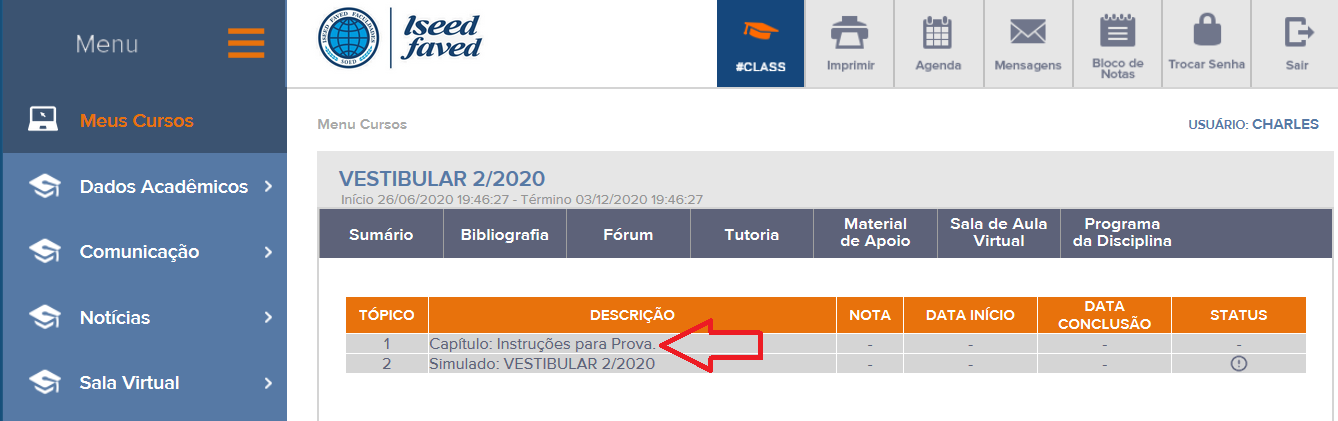 Menu
Meus Cursos
Dados Acadêmicos
Comunicação
Notícias
Sala Virtual
ISEED FAVED FACULDADES
SOED
Iseed
faved
#CLASS
Imprimir
Agenda
Mensagens
Bloco de
Notas
Trocar Senha
Sair
Menu Cursos
USUÁRIO: CHARLES
VESTIBULAR 2/2020
Início 26/06/2020 19:46:27 - Término 03/12/2020 19:46:27
Sumário
Bibliografia
Fórum
Tutoria
Material
de Apoio
Sala de Aula
Virtual
Programa
da Disciplina
TÓPICO DESCRIÇÃO NOTA DATA INÍCIO DATA CONCLUSÃO STATUS
1 Capítulo: Instruções para Prova. - - - -
2 Simulado: VESTIBULAR 2/2020 - - -